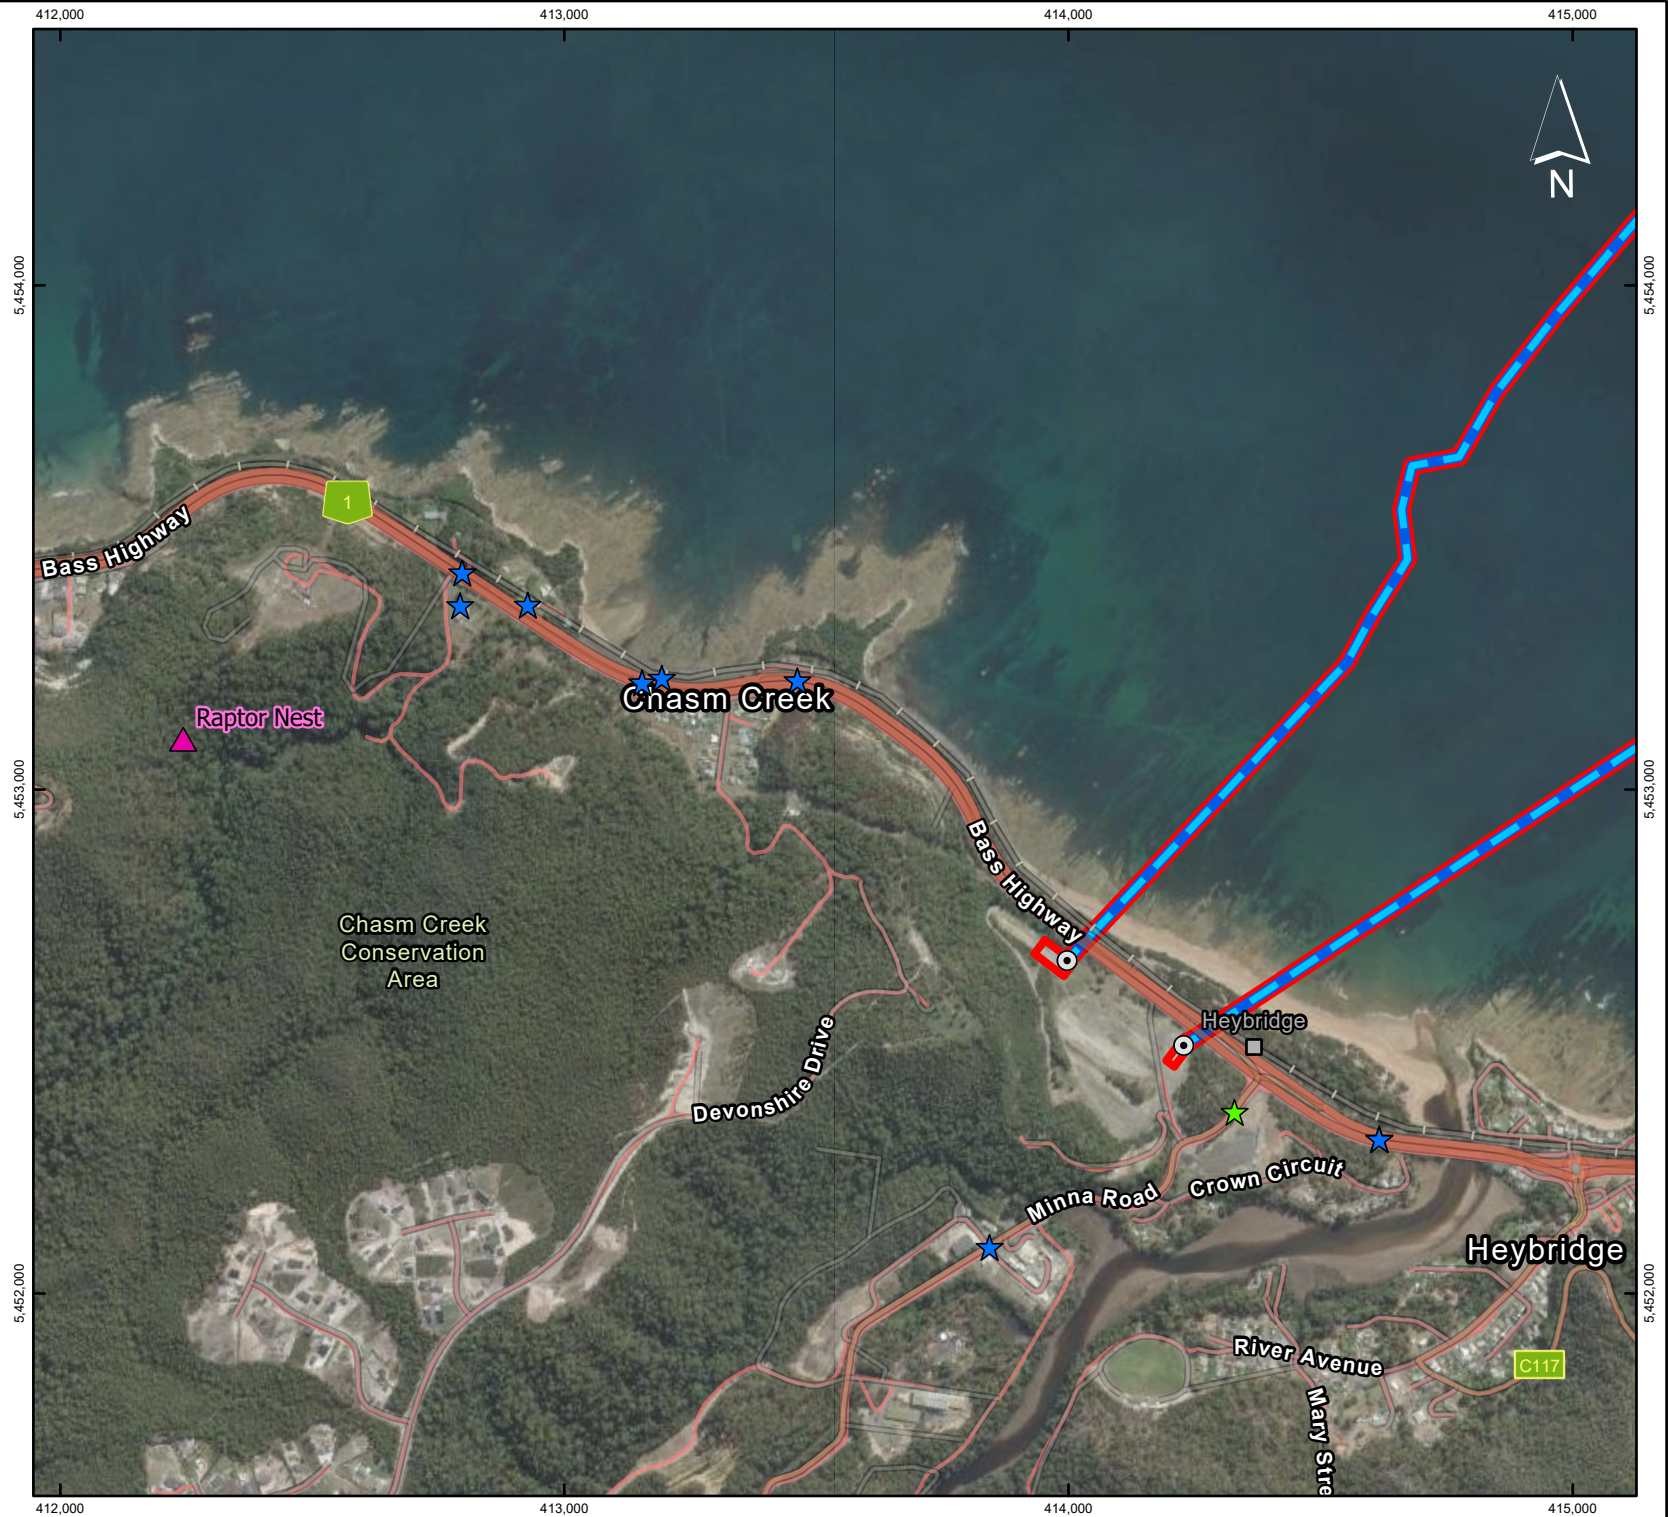 412,000
413,000
414,000
415,000
N
5,454,000
5,454,000
1
Bass Highway
Raptor Nest
Chasm Creek
5,453,000
5,453,000
Bass Highway
Chasm Creek
Conservation
Area
Heybridge
Devonshire Drive
Crown Circuit
Minna Road
Heybridge
5,452,000
5,452,000
River Avenue
C117
Mary Stre
412,000
413,000
414,000
415,000